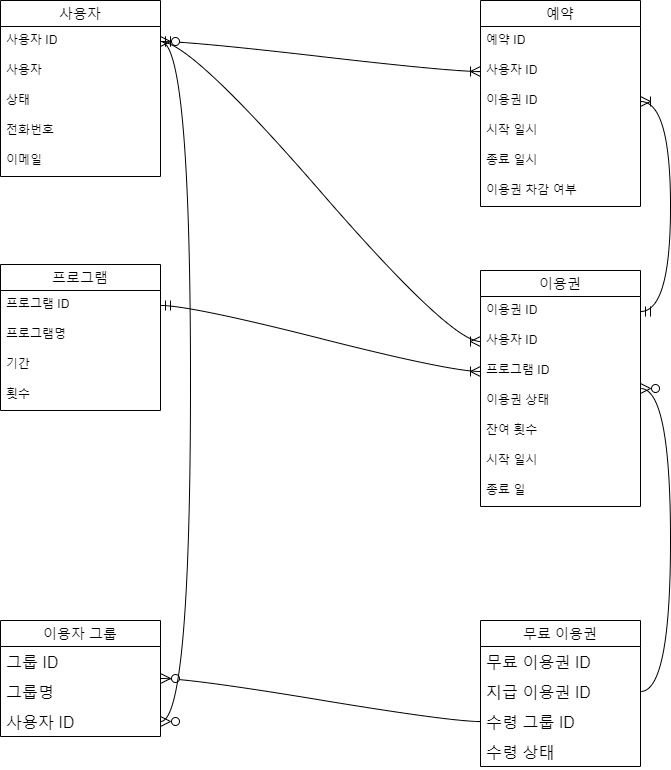 사용자
사용자 ID
사용자
상태
전화번호
이메일
예약
예약 ID
사용자 ID
이용권 ID
시작 일시
종료 일시
이용권 차감 여부
프로그램
프로그램 ID
프로그램명
기간
횟수
이용권
이용권 ID
사용자 ID
프로그램 ID
이용권 상태
잔여 횟수
시작 일시
종료 일
이용자 그룹
그룹 ID
그룹명
사용자 ID
무료 이용권
무료 이용권 ID
지급 이용권 ID
수령 그룹 ID
수령 상태